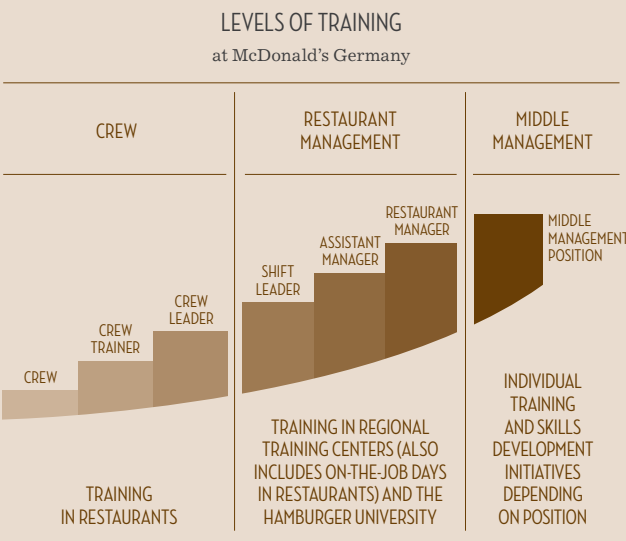 LEVELS OF TRAINING
at McDonald's Germany
CREW
RESTAURANT
MANAGEMENT
MIDDLE
MANAGEMENT
CREW
CREW
TRAINER
CREW
LEADER
SHIFT
LEADER
ASSISTANT
MANAGER
RESTAURANT
MANAGER
MIDDLE
MANAGEMENT
POSITION
TRAINING
IN RESTAURANTS
TRAINING IN REGIONAL
TRAINING CENTERS (ALSO
INCLUDES ON-THE-JOB DAYS
IN RESTAURANTS) AND THE
HAMBURGER UNIVERSITY
INDIVIDUAL
TRAINING
AND SKILLS
DEVELOPMENT
INITIATIVES
DEPENDING
ON POSITION